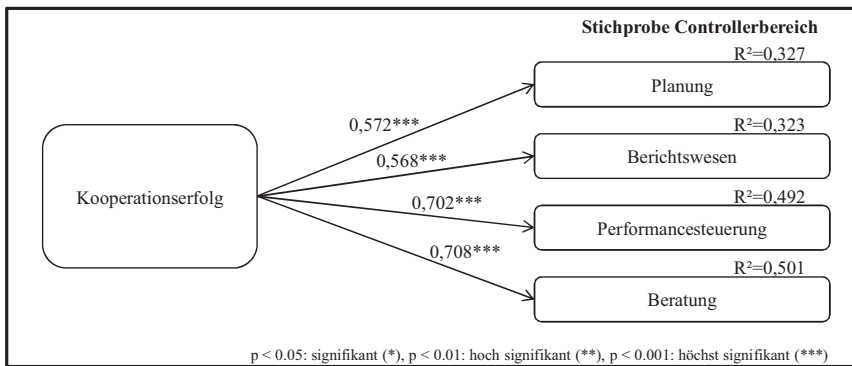 Stichprobe Controllerbereich
R²=0,327
Planung
0,572***
R²=0,323
Berichtswesen
0,568***
Kooperationserfolg
R²=0,492
0,702***
Performancesteuerung
0,708***
R²=0,501
Beratung
p < 0.05: signifikant (*), p < 0.01: hoch signifikant (**), p < 0.001: höchst signifikant (***)